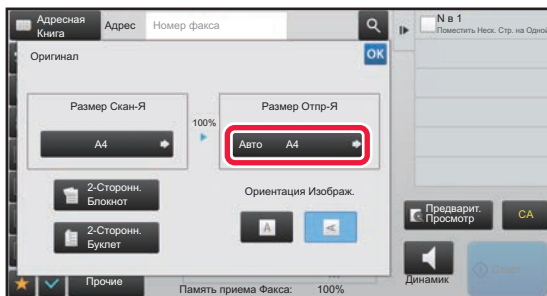 Адресная
Книга
Адрес
Номер факса
N в 1
Поместить Неск. Стр. на Одной
Оригинал
OK
Размер Скан-Я
Размер Отпр-Я
100%
A4
Авто A4
2-Сторонн.
Блокнот
Ориентация Изображ.
2-Сторонн.
Буклет
A
A
Предварит.
Просмотр
CA
Старт
Прочие
Память приема Факса: 100%
Динамик